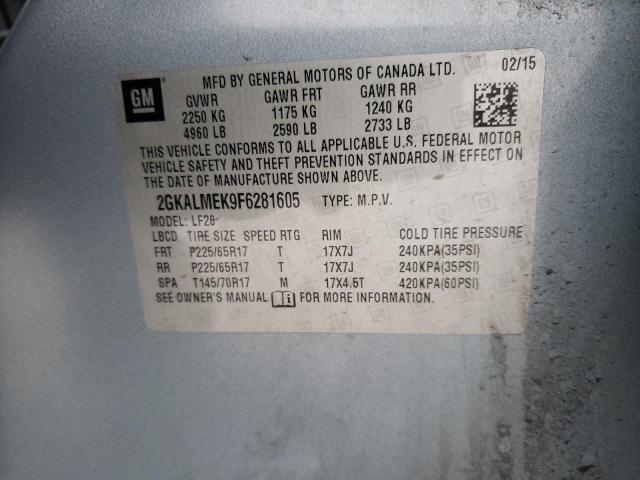 GM
MFD BY GENERAL MOTORS OF CANADA LTD. 02/15
GVWR GAWR FRT GAWR RR
2250 KG 1175 KG 1240 KG
4960 LB 2590 LB 2733 LB
THIS VEHICLE CONFORMS TO ALL APPLICABLE U.S. FEDERAL MOTOR
VEHICLE SAFETY AND THEFT PREVENTION STANDARDS IN EFFECT ON
THE DATE OF MANUFACTURE SHOWN ABOVE.
2GKALMEK9F6281605 TYPE: M.P.V.
MODEL: LF26
LBCD TIRE SIZE SPEED RTG RIM COLD TIRE PRESSURE
FRT P225/65R17 T 17X7J 240KPA(35PSI)
RR P225/65R17 T 17X7J 240KPA(35PSI)
SPA T145/70R17 M 17X4.5T 420KPA(60PSI)
SEE OWNER'S MANUAL FOR MORE INFORMATION.